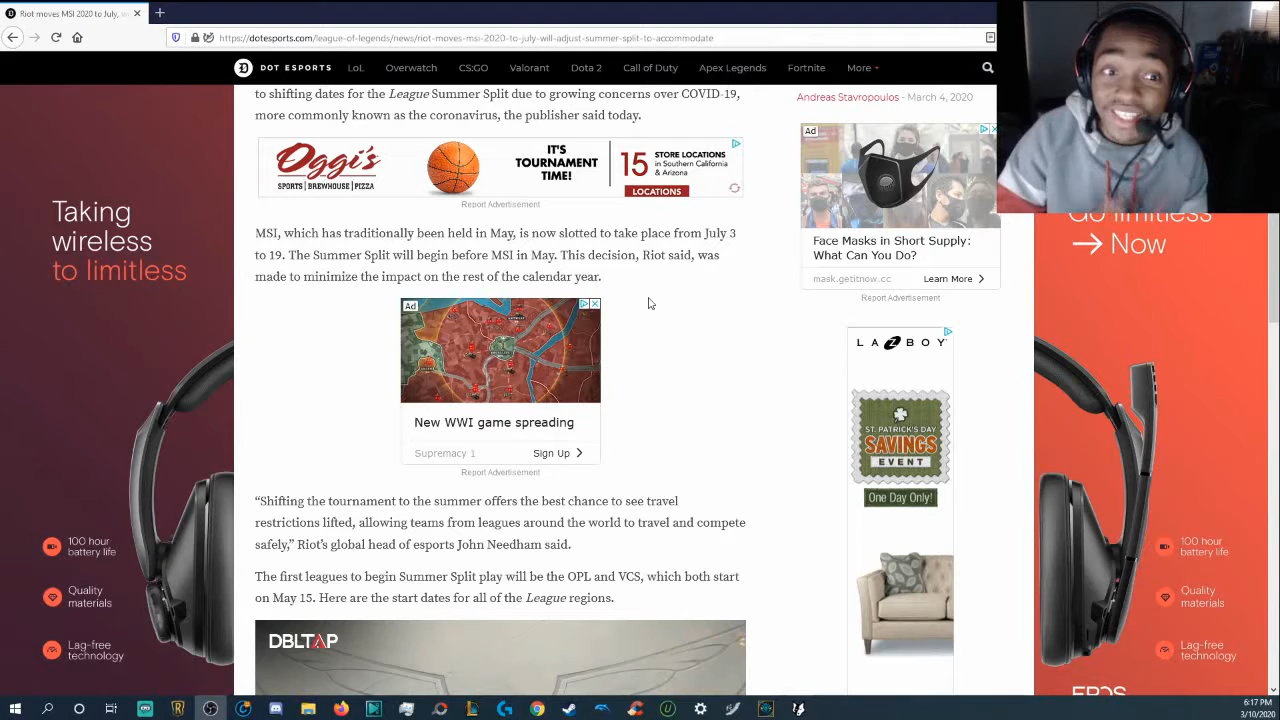 Riot moves MSI 2020 to July, w
https://dotesports.com/league-of-legends/news/riot-moves-msi-2020-to-july-will-adjust-summer-split-to-accommodate
DOT ESPORTS LoL Overwatch CS:GO Valorant Dota 2 Call of Duty Apex Legends Fortnite More
to shifting dates for the League Summer Split due to growing concerns over COVID-19,
more commonly known as the coronavirus, the publisher said today.
Oggi's
SPORTS | BREWHOUSE | PIZZA
IT'S
TOURNAMENT
TIME!
15 STORE LOCATIONS
in Southern California
& Arizona
LOCATIONS
Report Advertisement
MSI, which has traditionally been held in May, is now slotted to take place from July 3
to 19. The Summer Split will begin before MSI in May. This decision, Riot said, was
made to minimize the impact on the rest of the calendar year.
Ad
New WWI game spreading
Supremacy 1 Sign Up
Report Advertisement
“Shifting the tournament to the summer offers the best chance to see travel
restrictions lifted, allowing teams from leagues around the world to travel and compete
safely,” Riot’s global head of esports John Needham said.
The first leagues to begin Summer Split play will be the OPL and VCS, which both start
on May 15. Here are the start dates for all of the League regions.
DBLTAP
Andreas Stavropoulos - March 4, 2020
Ad
Face Masks in Short Supply:
What Can You Do?
mask.getitnow.cc Learn More
Report Advertisement
LA Z BOY
ST. PATRICK'S DAY
SAVINGS
EVENT
One Day Only!
Taking
wireless
to limitless
100 hour
battery life
Quality
materials
Lag-free
technology
Go limitless
→ Now
100 hour
battery life
Quality
materials
Lag-free
technology
EPOS
6:17 PM
3/10/2020